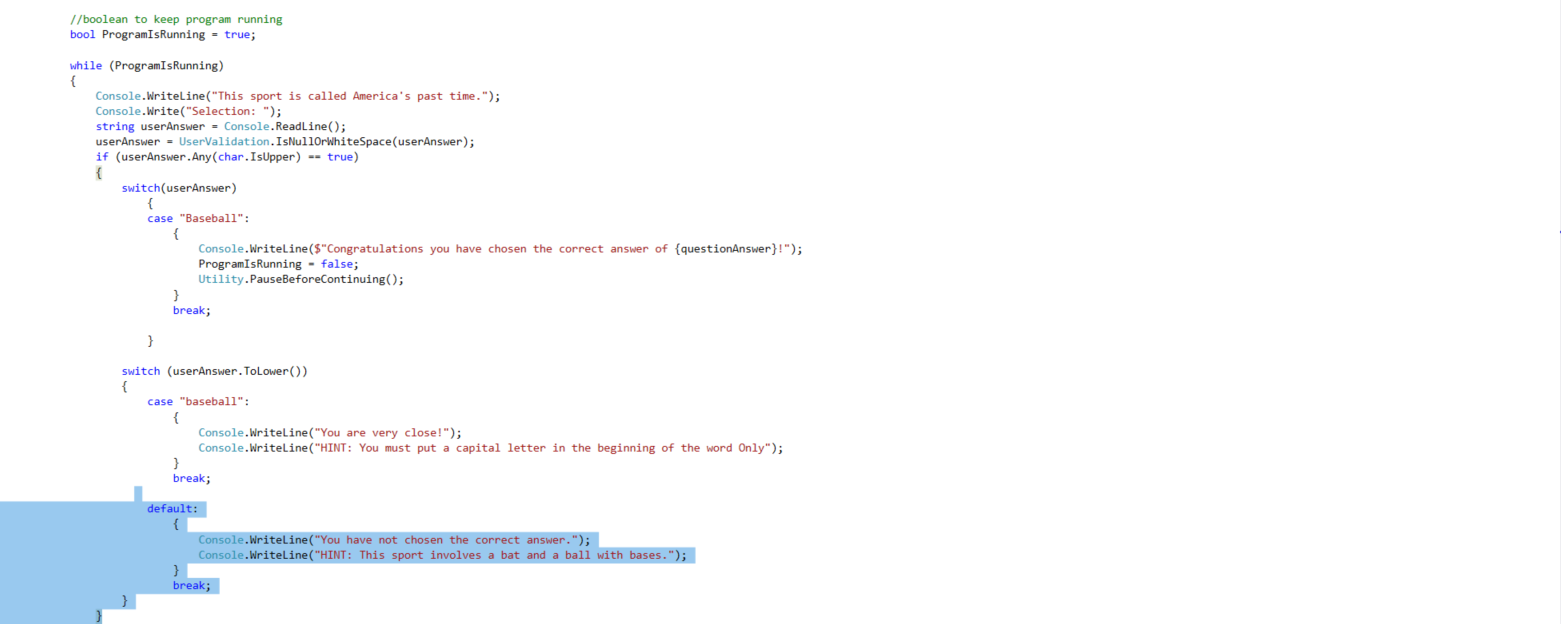 //boolean to keep program running
bool ProgramIsRunning = true;
while (ProgramIsRunning)
{
Console.WriteLine("This sport is called America's past time.");
Console.Write("Selection: ");
string userAnswer = Console.ReadLine();
userAnswer = UserValidation.IsNullOrWhiteSpace(userAnswer);
if (userAnswer.Any(char.IsUpper) == true)
{
switch(userAnswer)
{
case "Baseball":
{
Console.WriteLine($"Congratulations you have chosen the correct answer of {questionAnswer}!");
ProgramIsRunning = false;
Utility.PauseBeforeContinuing();
}
break;
}
switch (userAnswer.ToLower())
{
case "baseball":
{
Console.WriteLine("You are very close!");
Console.WriteLine("HINT: You must put a capital letter in the beginning of the word Only");
}
break;
default:
{
Console.WriteLine("You have not chosen the correct answer.");
Console.WriteLine("HINT: This sport involves a bat and a ball with bases.");
}
break;
}
}